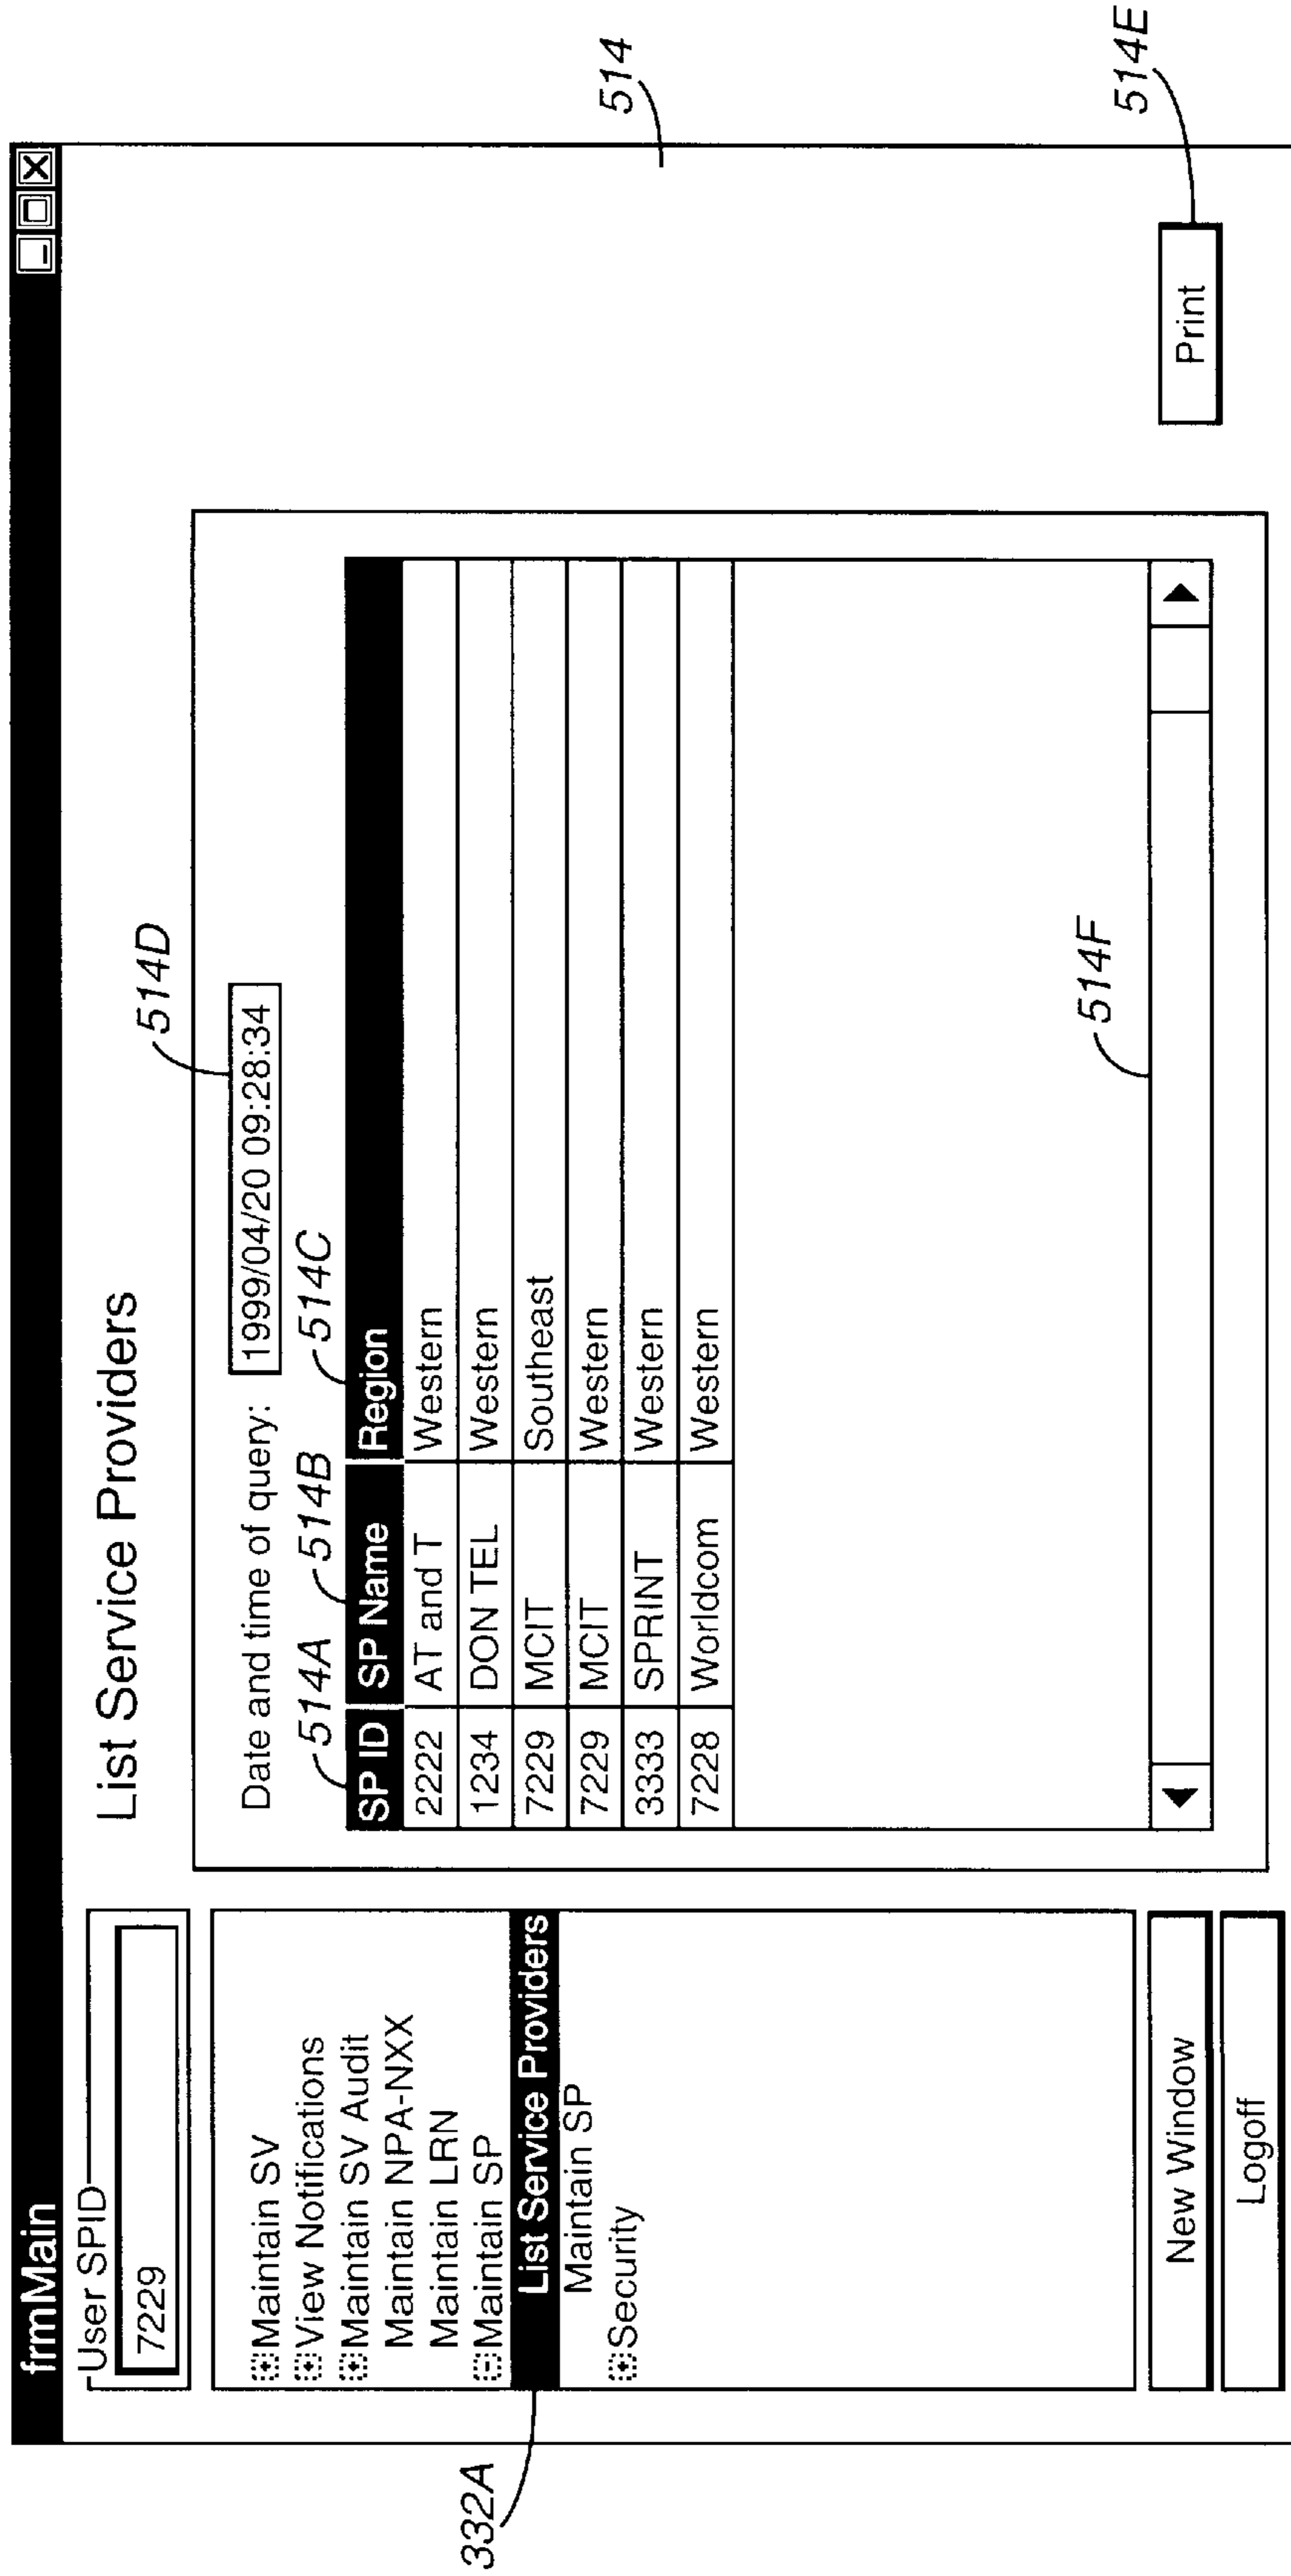 frmMain
User SPID
7229
Maintain SV
View Notifications
Maintain SV Audit
Maintain NPA-NXX
Maintain LRN
Maintain SP
List Service Providers
Maintain SP
Security
New Window
Logoff
332A
List Service Providers
Date and time of query: 1999/04/20 09:28:34
514D
514A 514B 514C
SP ID SP Name Region
2222 AT and T Western
1234 DON TEL Western
7229 MCIT Southeast
7229 MCIT Western
3333 SPRINT Western
7228 Worldcom Western
514F
514
Print
514E